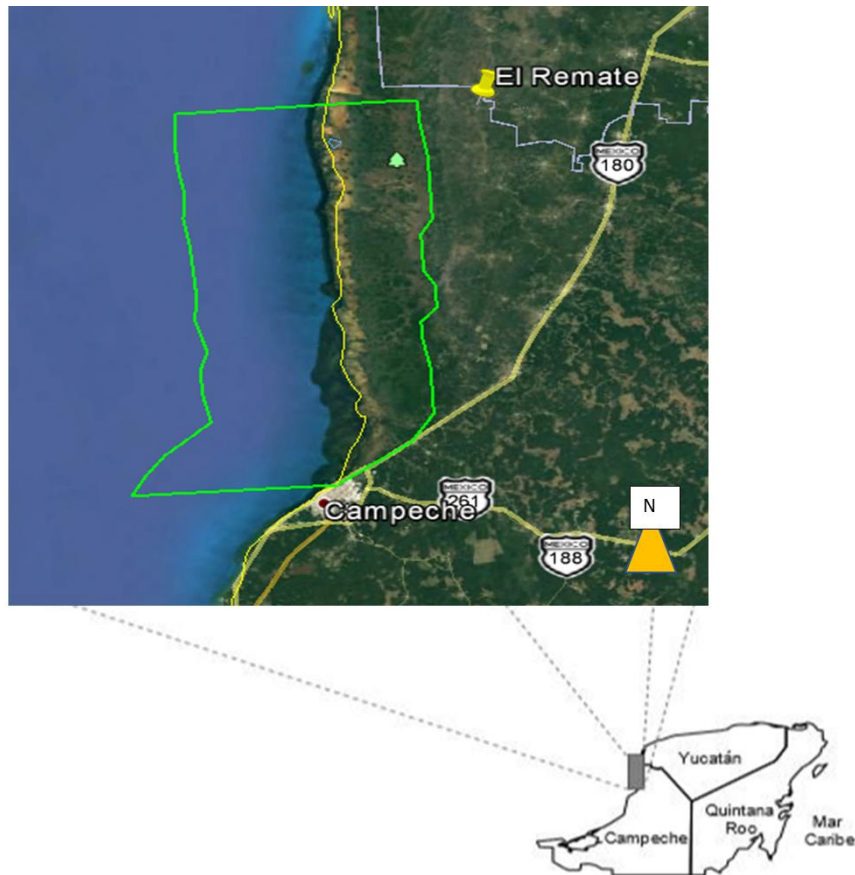 El Remate
MEXICO
180
MEXICO
261
Campeche
N
MEXICO
188
Yucatán
Quintana
Roo
Mar
Caribe
Campeche